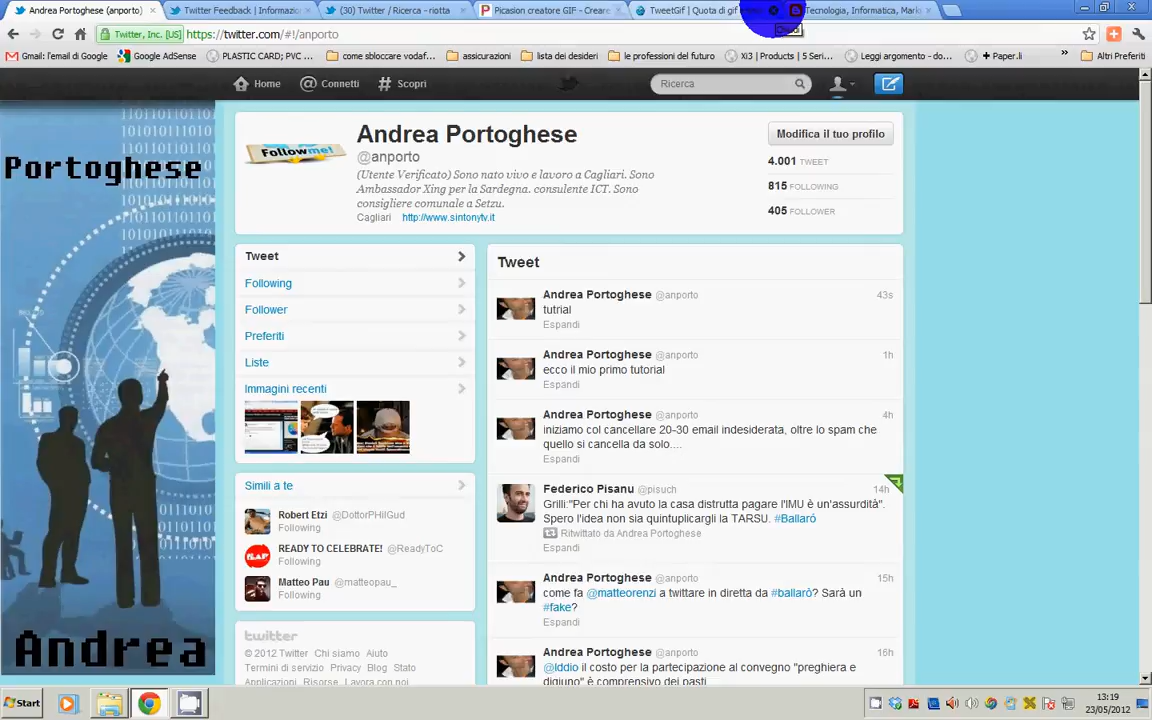 Andrea Portoghese (anporto)
Twitter Feedback | Informazio
(30) Twitter / Ricerca - riotta
Picasion creatore GIF - Creare
TweetGif | Quota di gif
Tecnologia, Informatica, Mark
Twitter, Inc. [US]
https://twitter.com/#!/anporto
Gmail: l'email di Google
Google AdSense
PLASTIC CARD; PVC ...
come sbloccare vodaf...
assicurazioni
lista dei desideri
le professioni del futuro
Xi3 | Products | 5 Seri...
Leggi argomento - do...
Paper.li
»
Altri Preferiti
Home
Connetti
Scopri
Ricerca
Portoghese
Andrea
Follow me!
Andrea Portoghese
@anporto
(Utente Verificato) Sono nato vivo e lavoro a Cagliari. Sono
Ambassador Xing per la Sardegna. consulente ICT. Sono
consigliere comunale a Setzu.
Cagliari http://www.sintonytv.it
Modifica il tuo profilo
4.001 TWEET
815 FOLLOWING
405 FOLLOWER
Tweet
Following
Follower
Preferiti
Liste
Immagini recenti
Simili a te
Robert Etzi @DottorPHilGud
Following
READY TO CELEBRATE! @ReadyToC
Following
Matteo Pau @matteopau_
Following
twitter
© 2012 Twitter Chi siamo Aiuto
Termini di servizio Privacy Blog Stato
Applicazioni Risorse Lavora con noi
Tweet
Andrea Portoghese @anporto 43s
tutrial
Espandi
Andrea Portoghese @anporto 1h
ecco il mio primo tutorial
Espandi
Andrea Portoghese @anporto 4h
iniziamo col cancellare 20-30 email indesiderata, oltre lo spam che
quello si cancella da solo....
Espandi
Federico Pisanu @pisuch 14h
Grilli:"Per chi ha avuto la casa distrutta pagare l'IMU è un'assurdità".
Spero l'idea non sia quintuplicargli la TARSU. #Ballaró
Ritwittato da Andrea Portoghese
Espandi
Andrea Portoghese @anporto 15h
come fa @matteorenzi a twittare in diretta da #ballarò? Sarà un
#fake?
Espandi
Andrea Portoghese @anporto 16h
@Iddio il costo per la partecipazione al convegno "preghiera e
digiuno" è comprensivo dei pasti
Start
13:19
23/05/2012